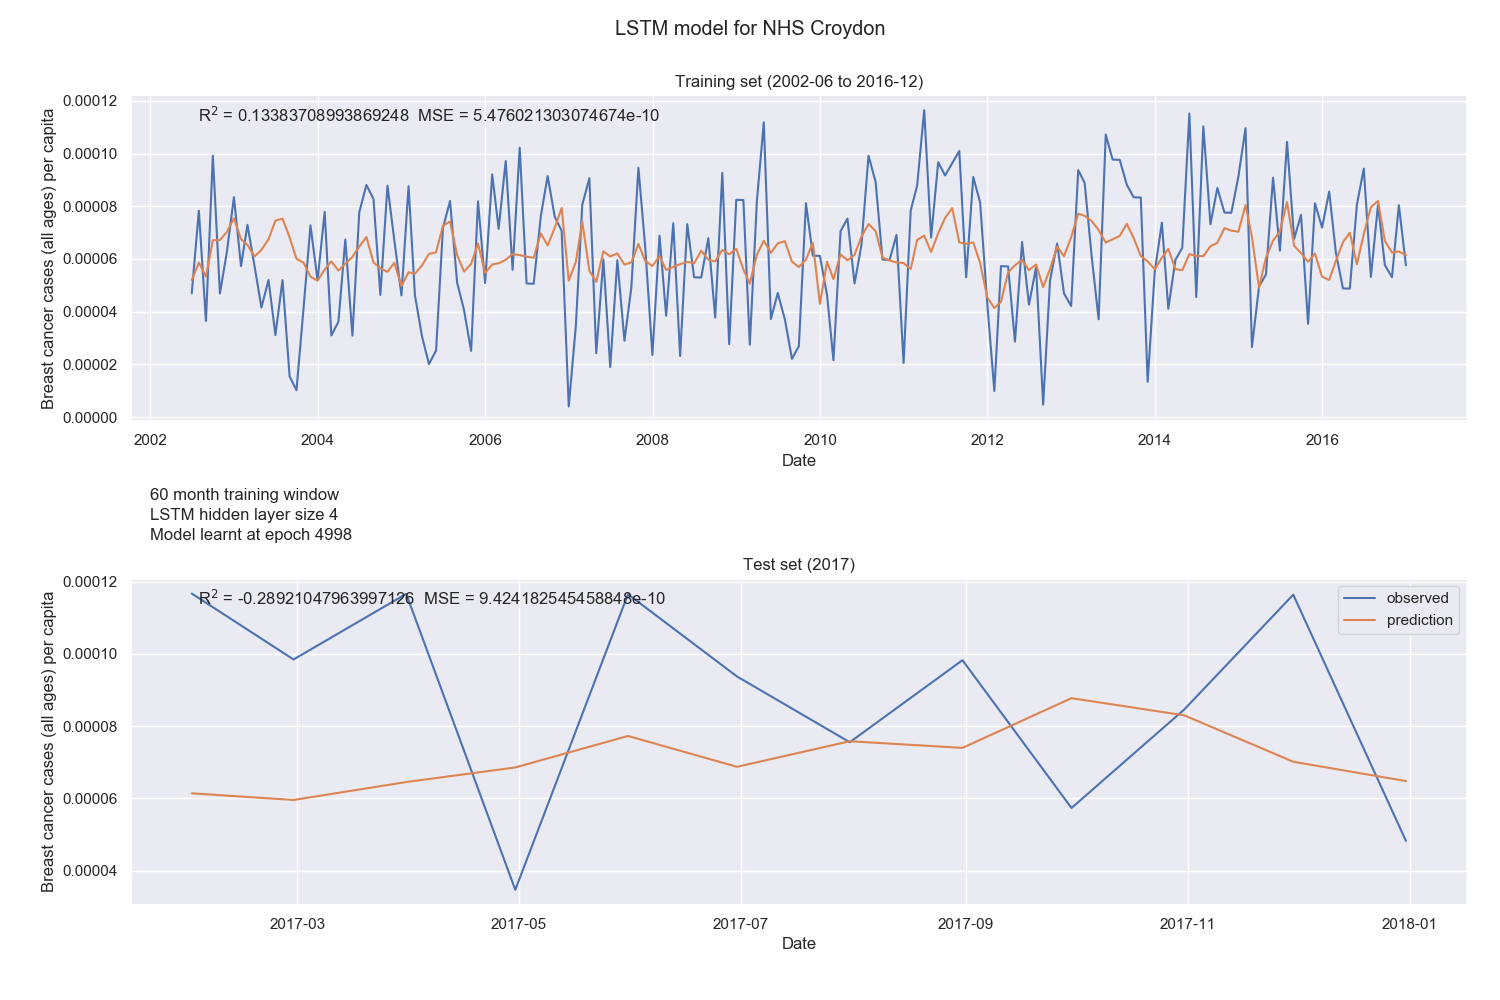 LSTM model for NHS Croydon
Training set (2002-06 to 2016-12)
R² = 0.13383708993869248 MSE = 5.476021303074674e-10
Breast cancer cases (all ages) per capita
0.00012
0.00010
0.00008
0.00006
0.00004
0.00002
0.00000
2002 2004 2006 2008 2010 2012 2014 2016
Date
60 month training window
LSTM hidden layer size 4
Model learnt at epoch 4998
Test set (2017)
R² = -0.28921047963997126 MSE = 9.424182545458848e-10
observed
prediction
Breast cancer cases (all ages) per capita
0.00012
0.00010
0.00008
0.00006
0.00004
2017-03 2017-05 2017-07 2017-09 2017-11 2018-01
Date